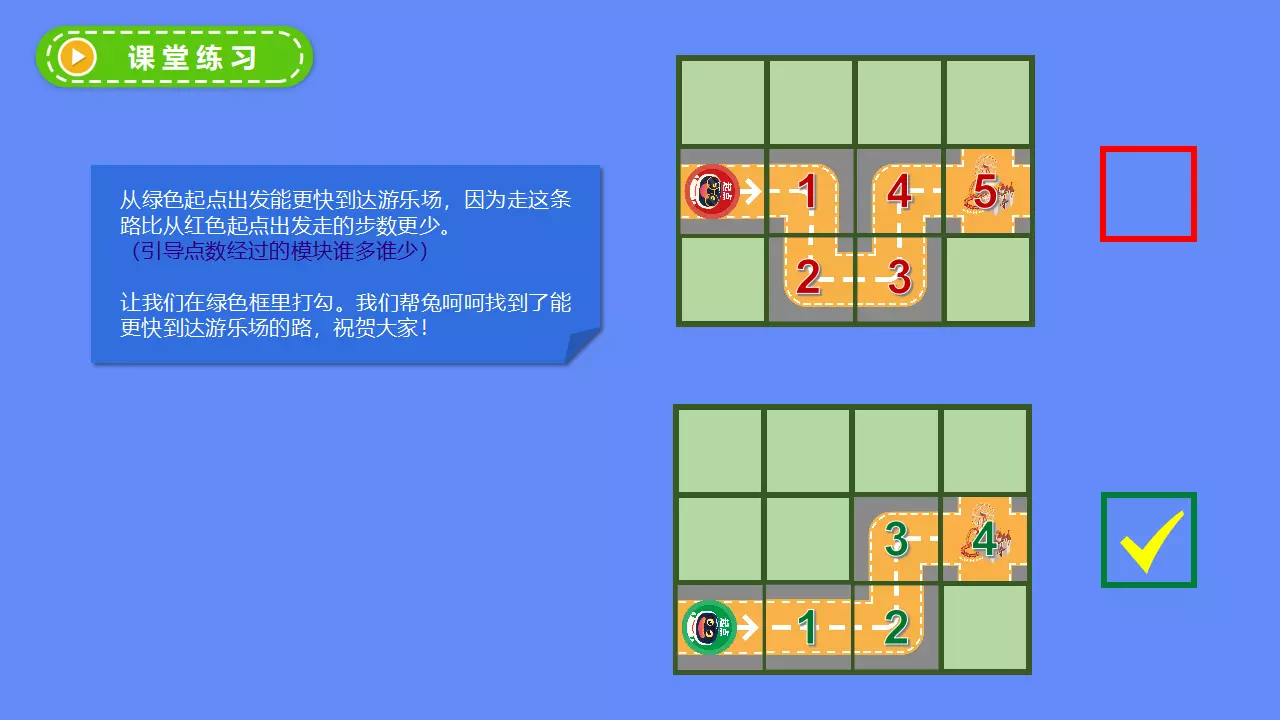 课堂练习
从绿色起点出发能更快到达游乐场，因为走这条
路比从红色起点出发走的步数更少。
（引导点数经过的模块谁多谁少）
让我们在绿色框里打勾。我们帮兔呵呵找到了能
更快到达游乐场的路，祝贺大家！
起点
1
4
5
2
3
3
4
起点
1
2